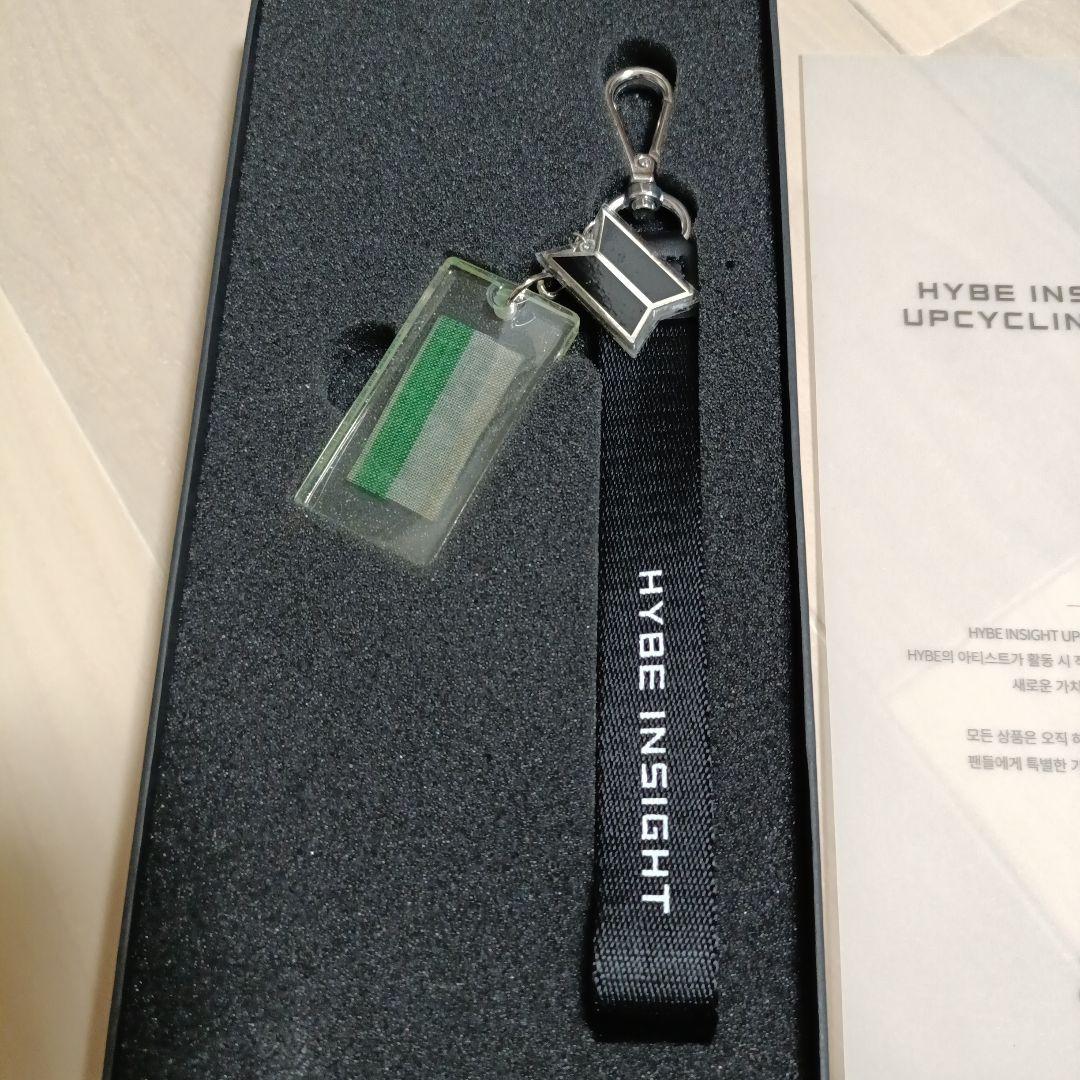 HYBE INSIGHT
HYBE INS
UPCYCLIN
HYBE INSIGHT UP
HYBE의 아티스트가 활동 시
새로운 가치
모든 상품은 오직
팬들에게 특별한